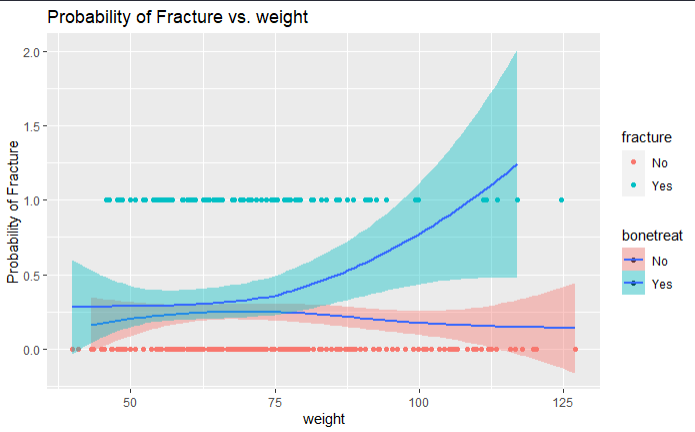 Probability of Fracture vs. weight
Probability of Fracture
2.0
1.5
1.0
0.5
0.0
50
75
100
125
weight
fracture
No
Yes
bonetreat
No
Yes